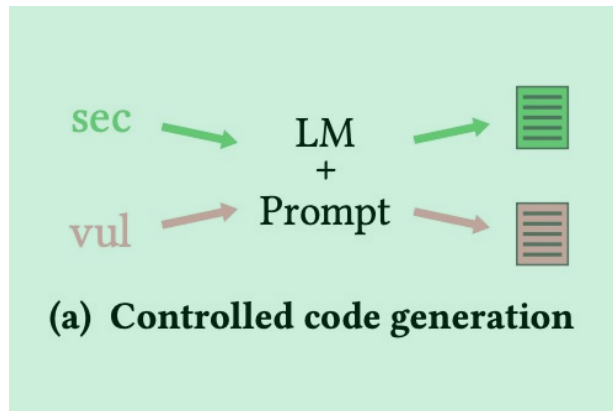 sec
vul
LM
+
Prompt
(a) Controlled code generation